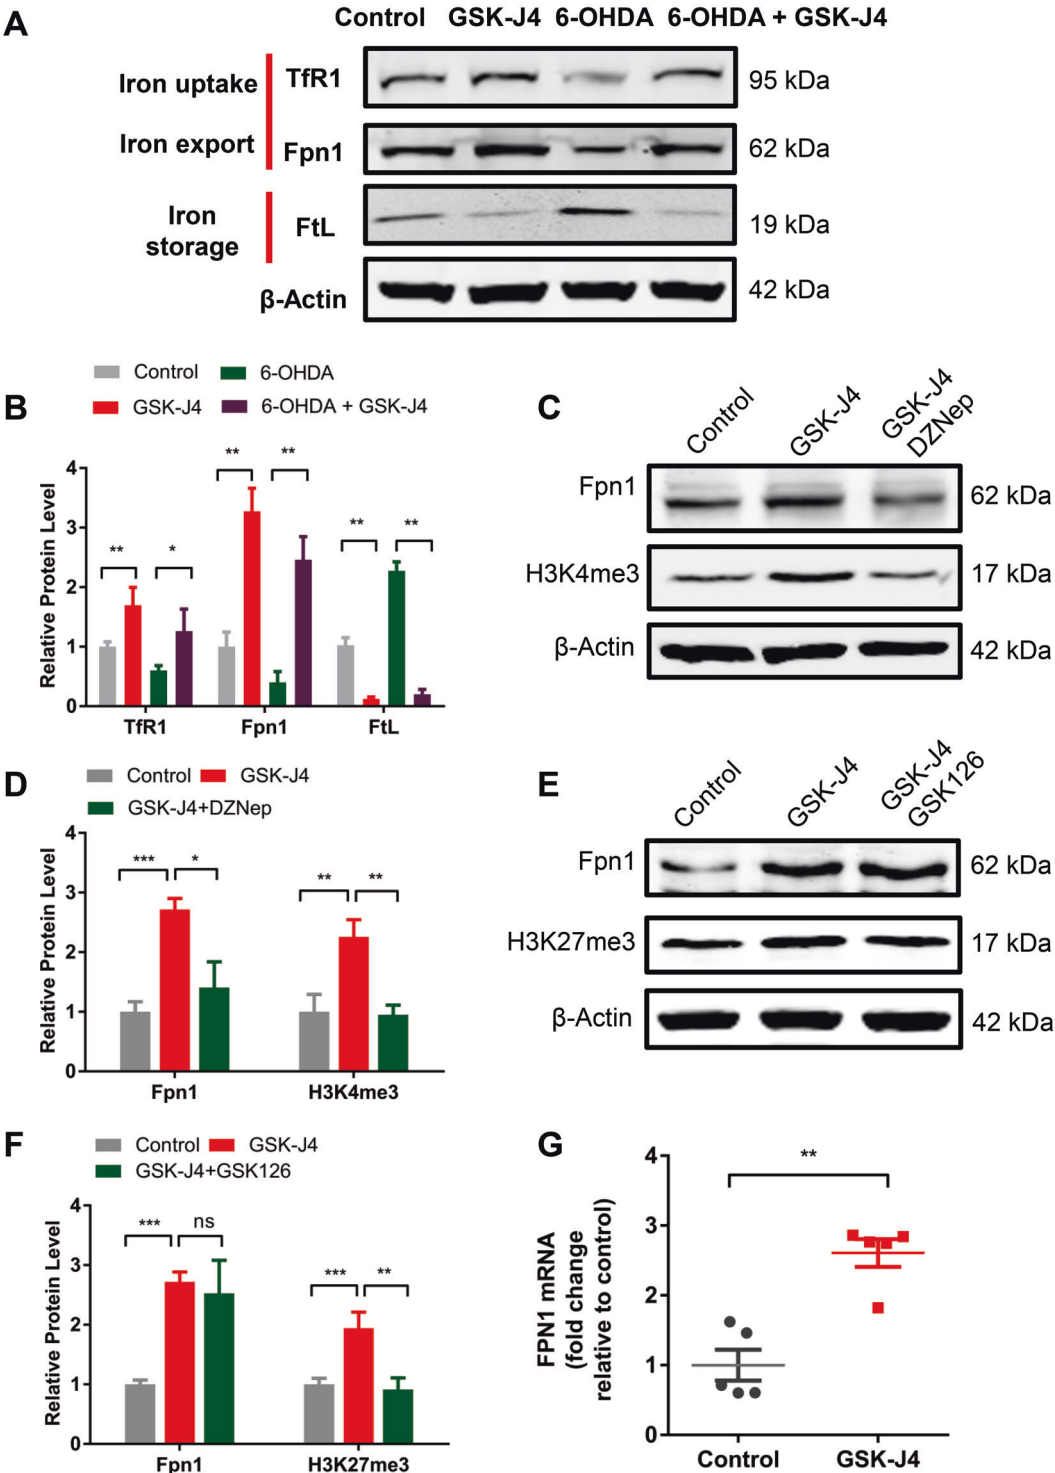 A
Control GSK-J4 6-OHDA 6-OHDA + GSK-J4
Iron uptake TfR1 95 kDa
Iron export Fpn1 62 kDa
Iron
storage
FtL 19 kDa
β-Actin 42 kDa
B
Control 6-OHDA
GSK-J4 6-OHDA + GSK-J4
Relative Protein Level
4
3
2
1
0
** * ** ** ** **
TfR1 Fpn1 FtL
C
Control GSK-J4 GSK-J4
DZNep
Fpn1 62 kDa
H3K4me3 17 kDa
β-Actin 42 kDa
D
Control GSK-J4
GSK-J4+DZNep
Relative Protein Level
4
3
2
1
0
*** * ** **
Fpn1 H3K4me3
E
Control GSK-J4 GSK-J4
GSK126
Fpn1 62 kDa
H3K27me3 17 kDa
β-Actin 42 kDa
F
Control GSK-J4
GSK-J4+GSK126
Relative Protein Level
4
3
2
1
0
*** ns *** **
Fpn1 H3K27me3
G
FPN1 mRNA
(fold change
relative to control)
4
3
2
1
0
**
Control GSK-J4